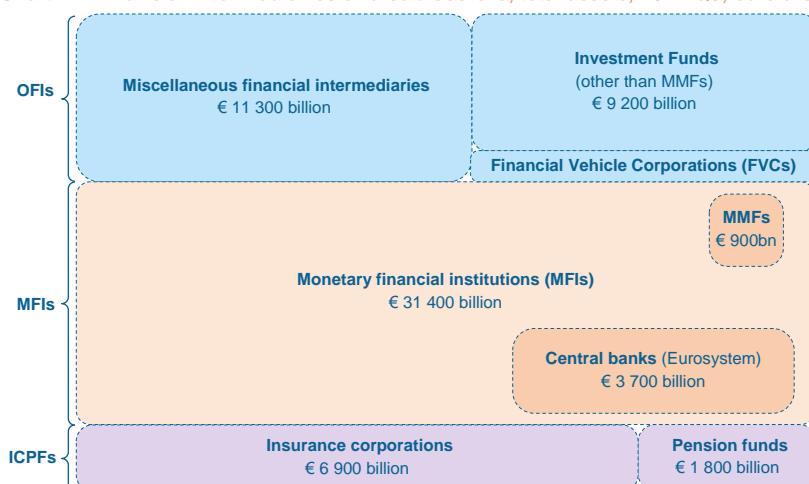 OFIs
Miscellaneous financial intermediaries
€ 11 300 billion
Investment Funds
(other than MMFs)
€ 9 200 billion
Financial Vehicle Corporations (FVCs)
MFIs
MMFs
€ 900bn
Monetary financial institutions (MFIs)
€ 31 400 billion
Central banks (Eurosystem)
€ 3 700 billion
ICPFs
Insurance corporations
€ 6 900 billion
Pension funds
€ 1 800 billion